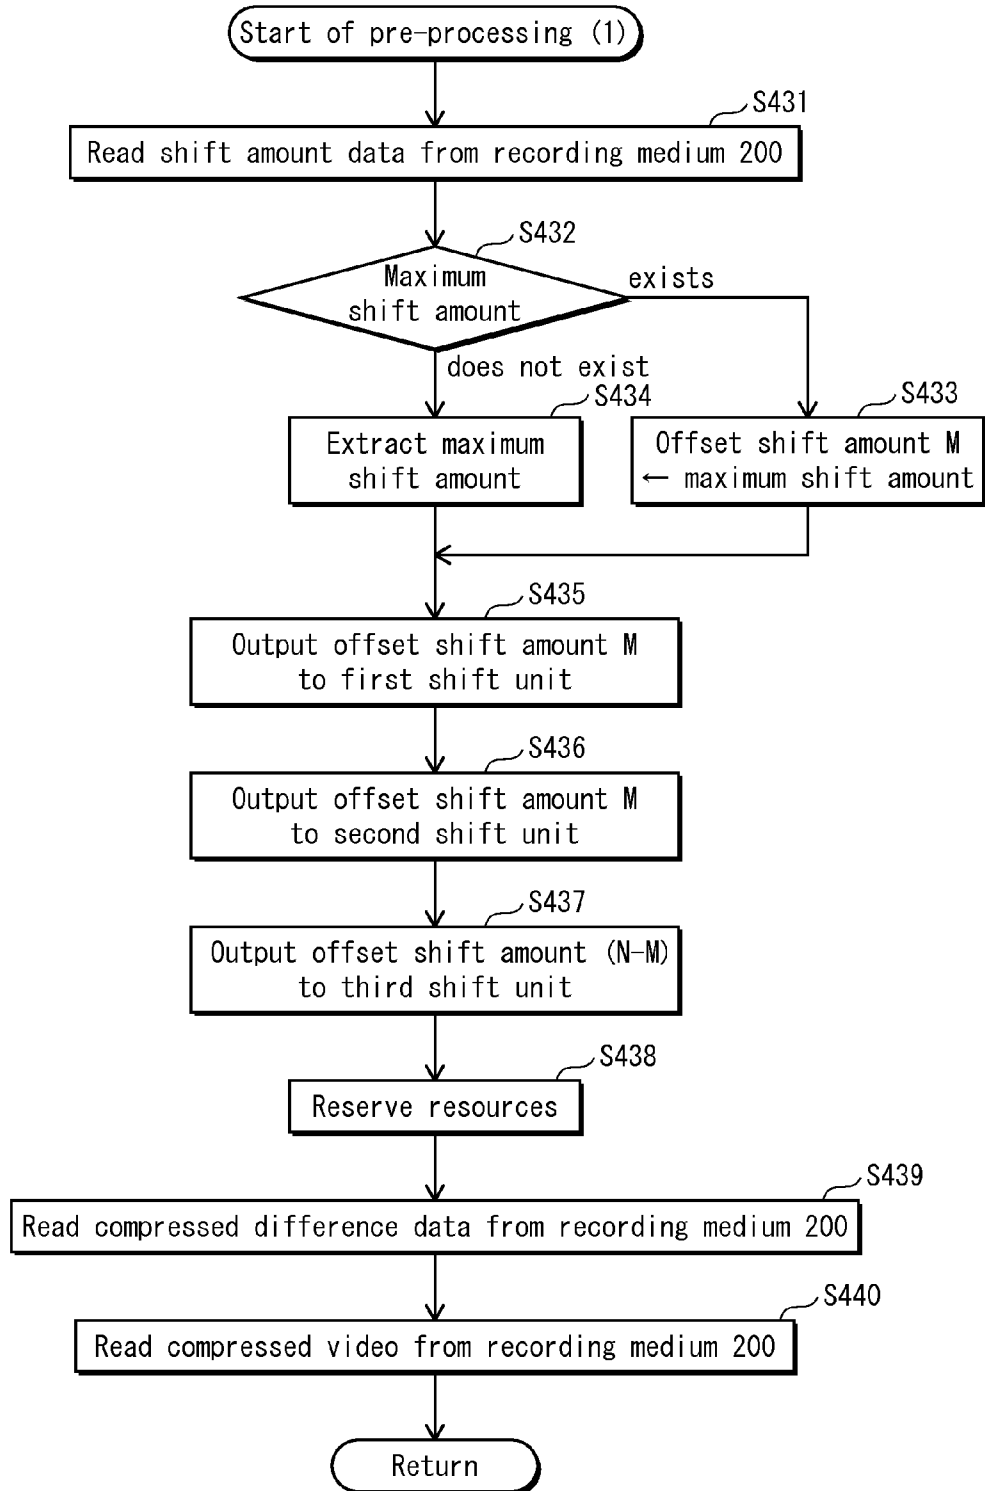 Start of pre-processing (1)
S431
Read shift amount data from recording medium 200
S432
Maximum
shift amount
exists
does not exist
S434
S433
Extract maximum
shift amount
Offset shift amount M
← maximum shift amount
S435
Output offset shift amount M
to first shift unit
S436
Output offset shift amount M
to second shift unit
S437
Output offset shift amount (N-M)
to third shift unit
S438
Reserve resources
S439
Read compressed difference data from recording medium 200
S440
Read compressed video from recording medium 200
Return